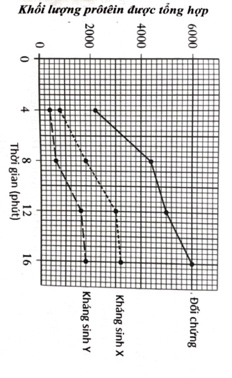 Khối lượng prôtêin được tổng hợp
6000
4000
2000
0
4
8
12
16
Thời gian (phút)
Đối chứng
Kháng sinh X
Kháng sinh Y